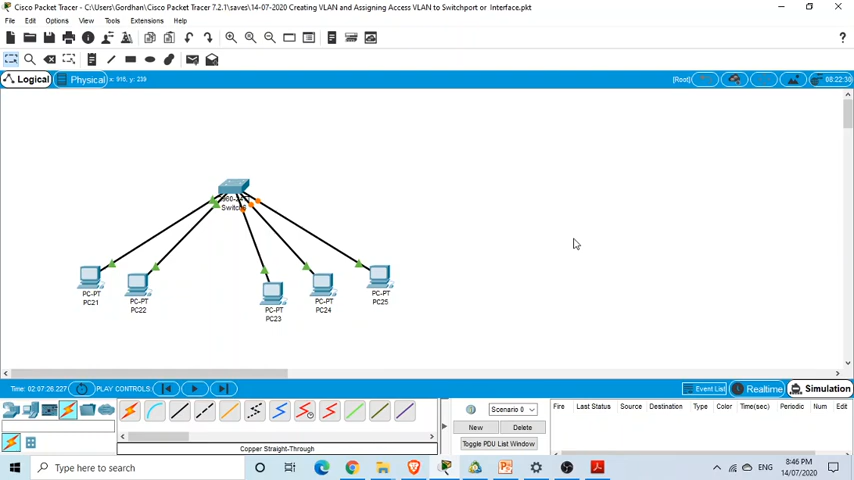 Cisco Packet Tracer - C:\Users\Gordhan\Cisco Packet Tracer 7.2.1\saves\14-07-2020 Creating VLAN and Assigning Access VLAN to Switchport or Interface.pkt
File Edit Options View Tools Extensions Help
x: 916, y: 239
Logical Physical [Root] 08:22:30
Switch
PC-PT
PC21
PC-PT
PC22
PC-PT
PC23
PC-PT
PC24
PC-PT
PC25
Time: 02:07:26.227 PLAY CONTROLS: Event List Realtime Simulation
Scenario 0
New Delete
Toggle PDU List Window
Fire Last Status Source Destination Type Color Time(sec) Periodic Num Edit
Copper Straight-Through
Type here to search
ENG
8:46 PM
14/07/2020